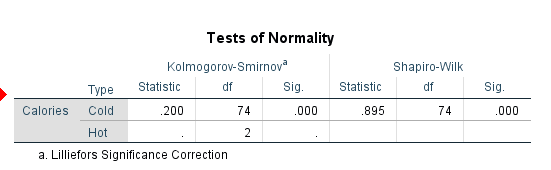 Tests of Normality
Kolmogorov-Smirnovᵃ Shapiro-Wilk
Type Statistic df Sig. Statistic df Sig.
Calories Cold .200 74 .000 .895 74 .000
Hot . 2 .
a. Lilliefors Significance Correction